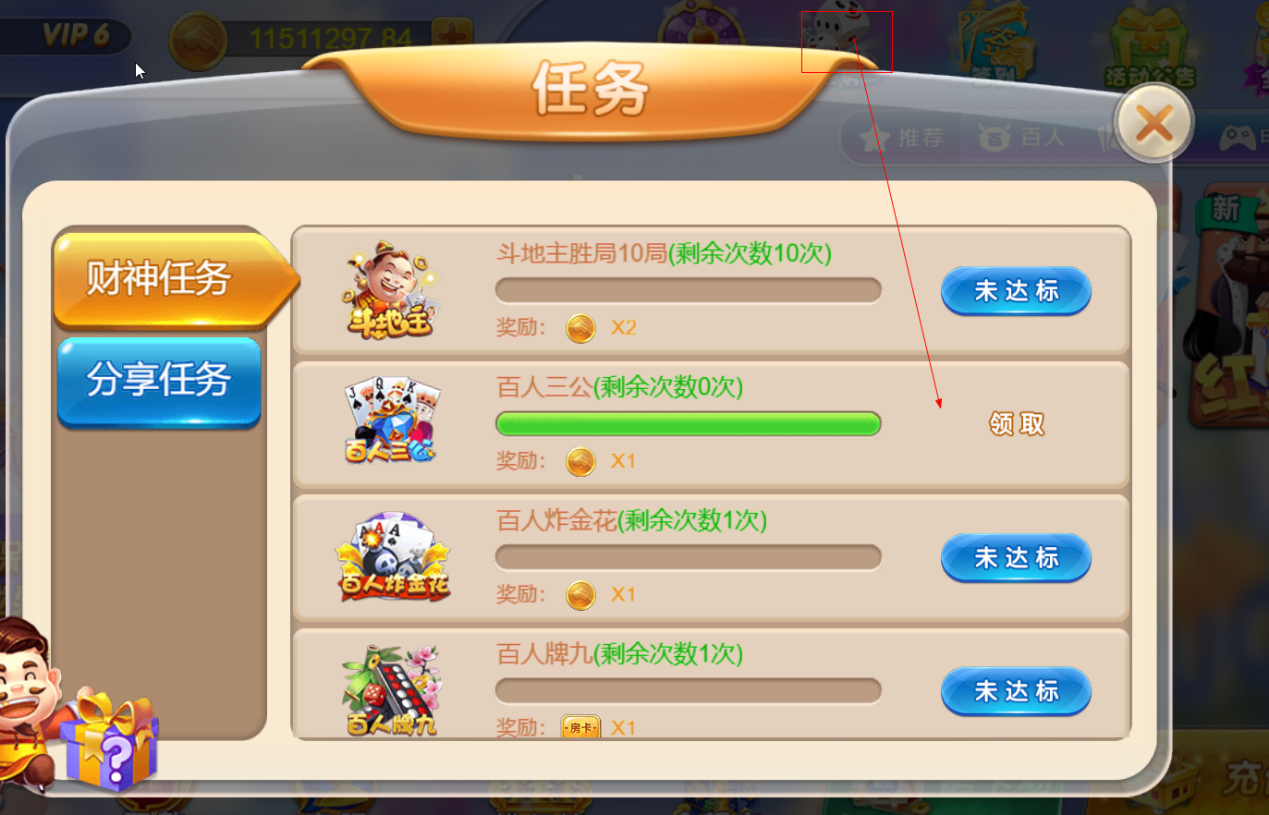 VIP 6
11511297.84
签到
活动公告
任务
推荐
百人
新
财神任务
分享任务
斗地主
斗地主胜局10局(剩余次数10次)
奖励：
X2
未达标
J Q K
百人三公
百人三公(剩余次数0次)
奖励：
X1
领取
A A A
百人炸金花
百人炸金花(剩余次数1次)
奖励：
X1
未达标
百人牌九
百人牌九(剩余次数1次)
奖励：
房卡
X1
未达标
红
?
充